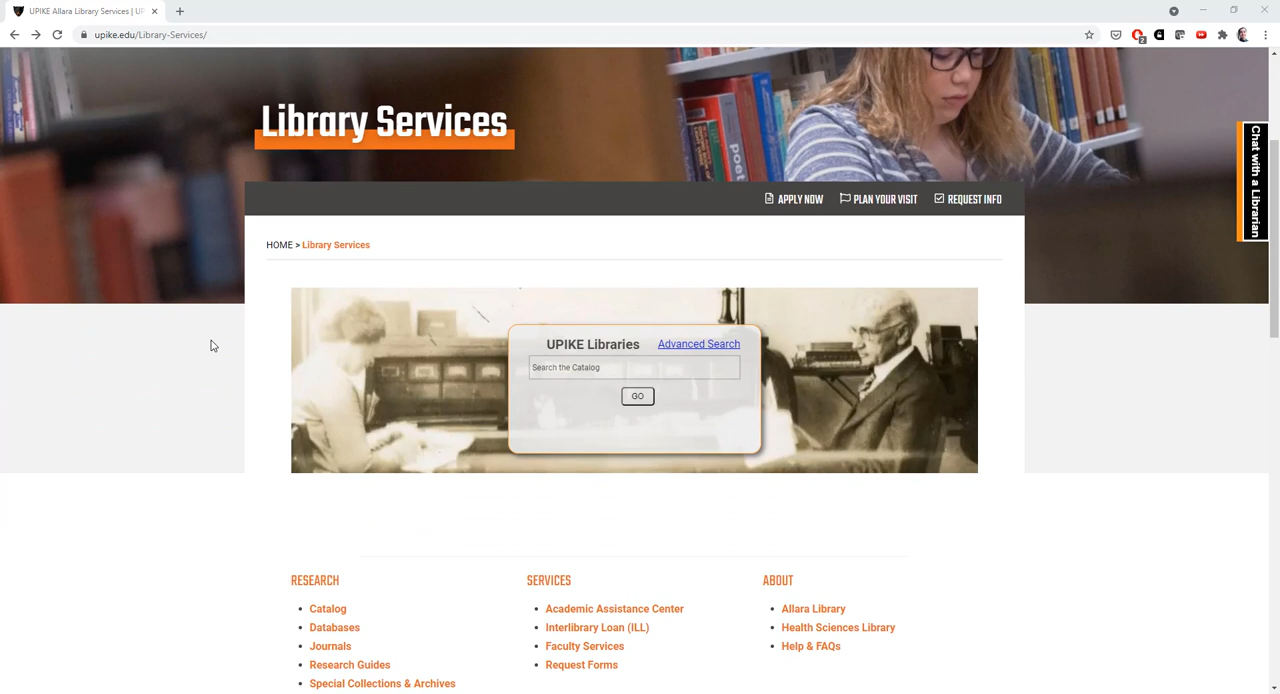 UPIKE Allara Library Services | UP
upike.edu/Library-Services/
2
Library Services
poet
Chat with a Librarian
APPLY NOW PLAN YOUR VISIT REQUEST INFO
HOME > Library Services
UPIKE Libraries Advanced Search
Search the Catalog
GO
RESEARCH
Catalog
Databases
Journals
Research Guides
Special Collections & Archives
SERVICES
Academic Assistance Center
Interlibrary Loan (ILL)
Faculty Services
Request Forms
ABOUT
Allara Library
Health Sciences Library
Help & FAQs